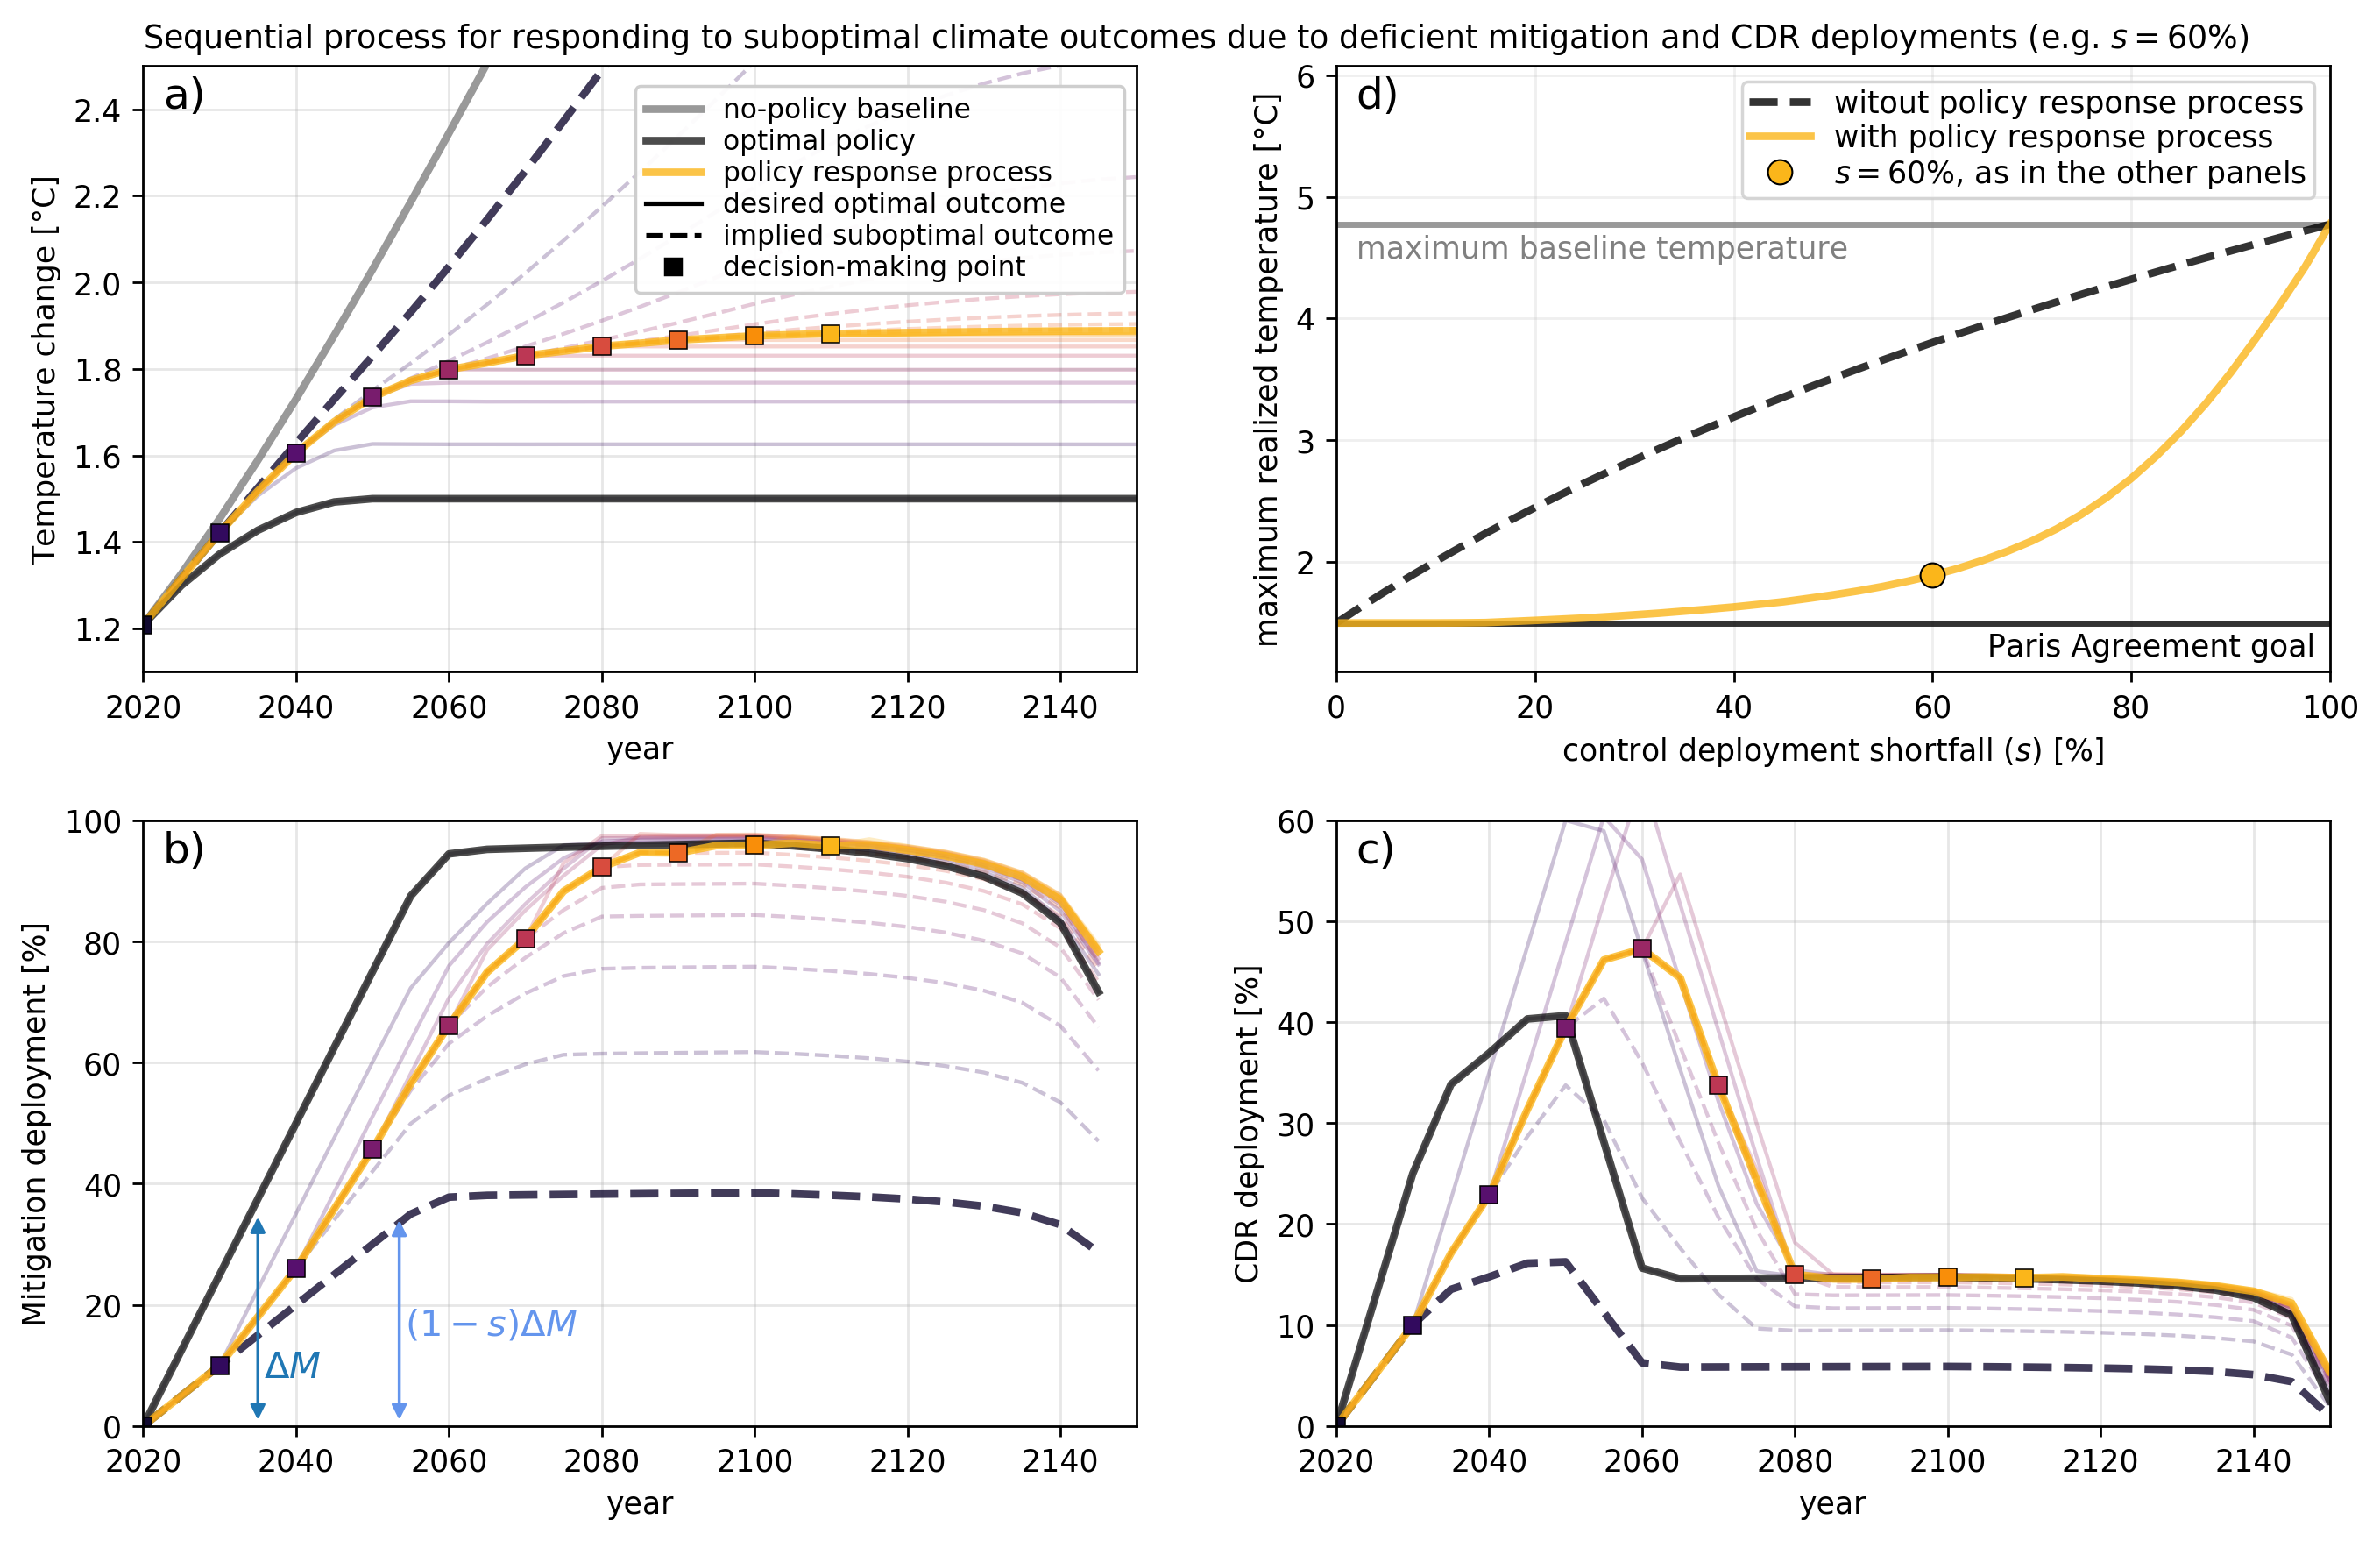 Sequential process for responding to suboptimal climate outcomes due to deficient mitigation and CDR deployments (e.g. s = 60%)
a)
no-policy baseline
optimal policy
policy response process
desired optimal outcome
implied suboptimal outcome
decision-making point
Temperature change [°C]
2.4
2.2
2.0
1.8
1.6
1.4
1.2
2020 2040 2060 2080 2100 2120 2140
year
d)
witout policy response process
with policy response process
s = 60%, as in the other panels
maximum baseline temperature
Paris Agreement goal
maximum realized temperature [°C]
6
5
4
3
2
0 20 40 60 80 100
control deployment shortfall (s) [%]
b)
Mitigation deployment [%]
100
80
60
40
20
0
(1 − s)ΔM
ΔM
2020 2040 2060 2080 2100 2120 2140
year
c)
CDR deployment [%]
60
50
40
30
20
10
0
2020 2040 2060 2080 2100 2120 2140
year